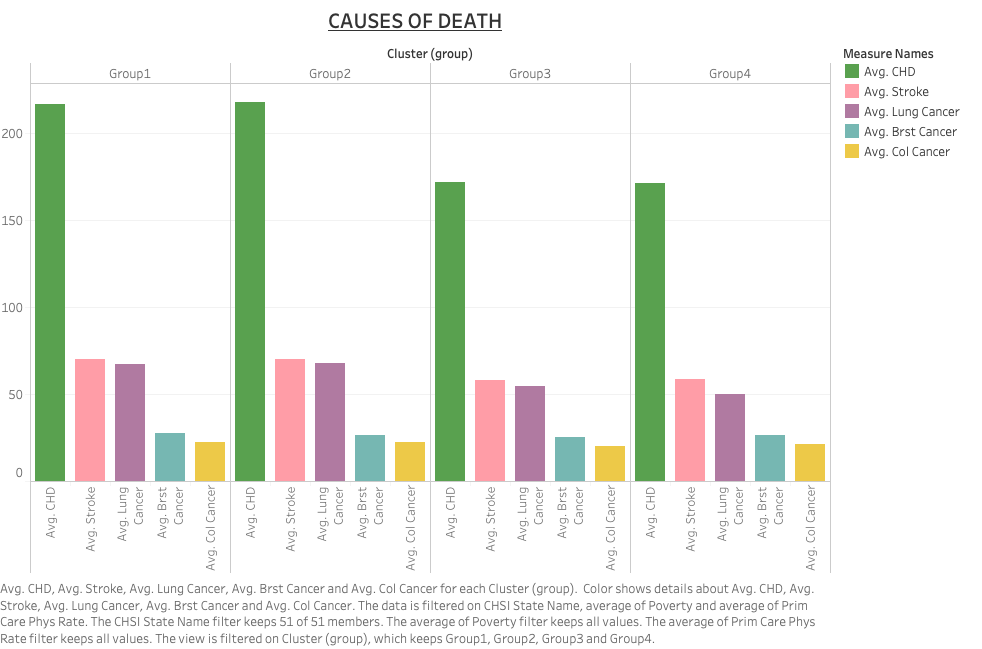 CAUSES OF DEATH
Cluster (group)
Group1
Group2
Group3
Group4
Measure Names
Avg. CHD
Avg. Stroke
Avg. Lung Cancer
Avg. Brst Cancer
Avg. Col Cancer
200
150
100
50
0
Avg. CHD
Avg. Stroke
Avg. Lung
Cancer
Avg. Brst
Cancer
Avg. Col Cancer
Avg. CHD
Avg. Stroke
Avg. Lung
Cancer
Avg. Brst
Cancer
Avg. Col Cancer
Avg. CHD
Avg. Stroke
Avg. Lung
Cancer
Avg. Brst
Cancer
Avg. Col Cancer
Avg. CHD
Avg. Stroke
Avg. Lung
Cancer
Avg. Brst
Cancer
Avg. Col Cancer
Avg. CHD, Avg. Stroke, Avg. Lung Cancer, Avg. Brst Cancer and Avg. Col Cancer for each Cluster (group).  Color shows details about Avg. CHD, Avg.
Stroke, Avg. Lung Cancer, Avg. Brst Cancer and Avg. Col Cancer. The data is filtered on CHSI State Name, average of Poverty and average of Prim
Care Phys Rate. The CHSI State Name filter keeps 51 of 51 members. The average of Poverty filter keeps all values. The average of Prim Care Phys
Rate filter keeps all values. The view is filtered on Cluster (group), which keeps Group1, Group2, Group3 and Group4.